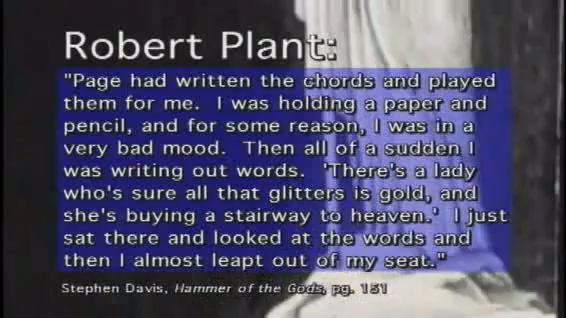 Robert Plant:
"Page had written the chords and played
them for me. I was holding a paper and
pencil, and for some reason, I was in a
very bad mood. Then all of a sudden I
was writing out words. 'There's a lady
who's sure all that glitters is gold, and
she's buying a stairway to heaven.' I just
sat there and looked at the words and
then I almost leapt out of my seat."
Stephen Davis, Hammer of the Gods, pg. 151